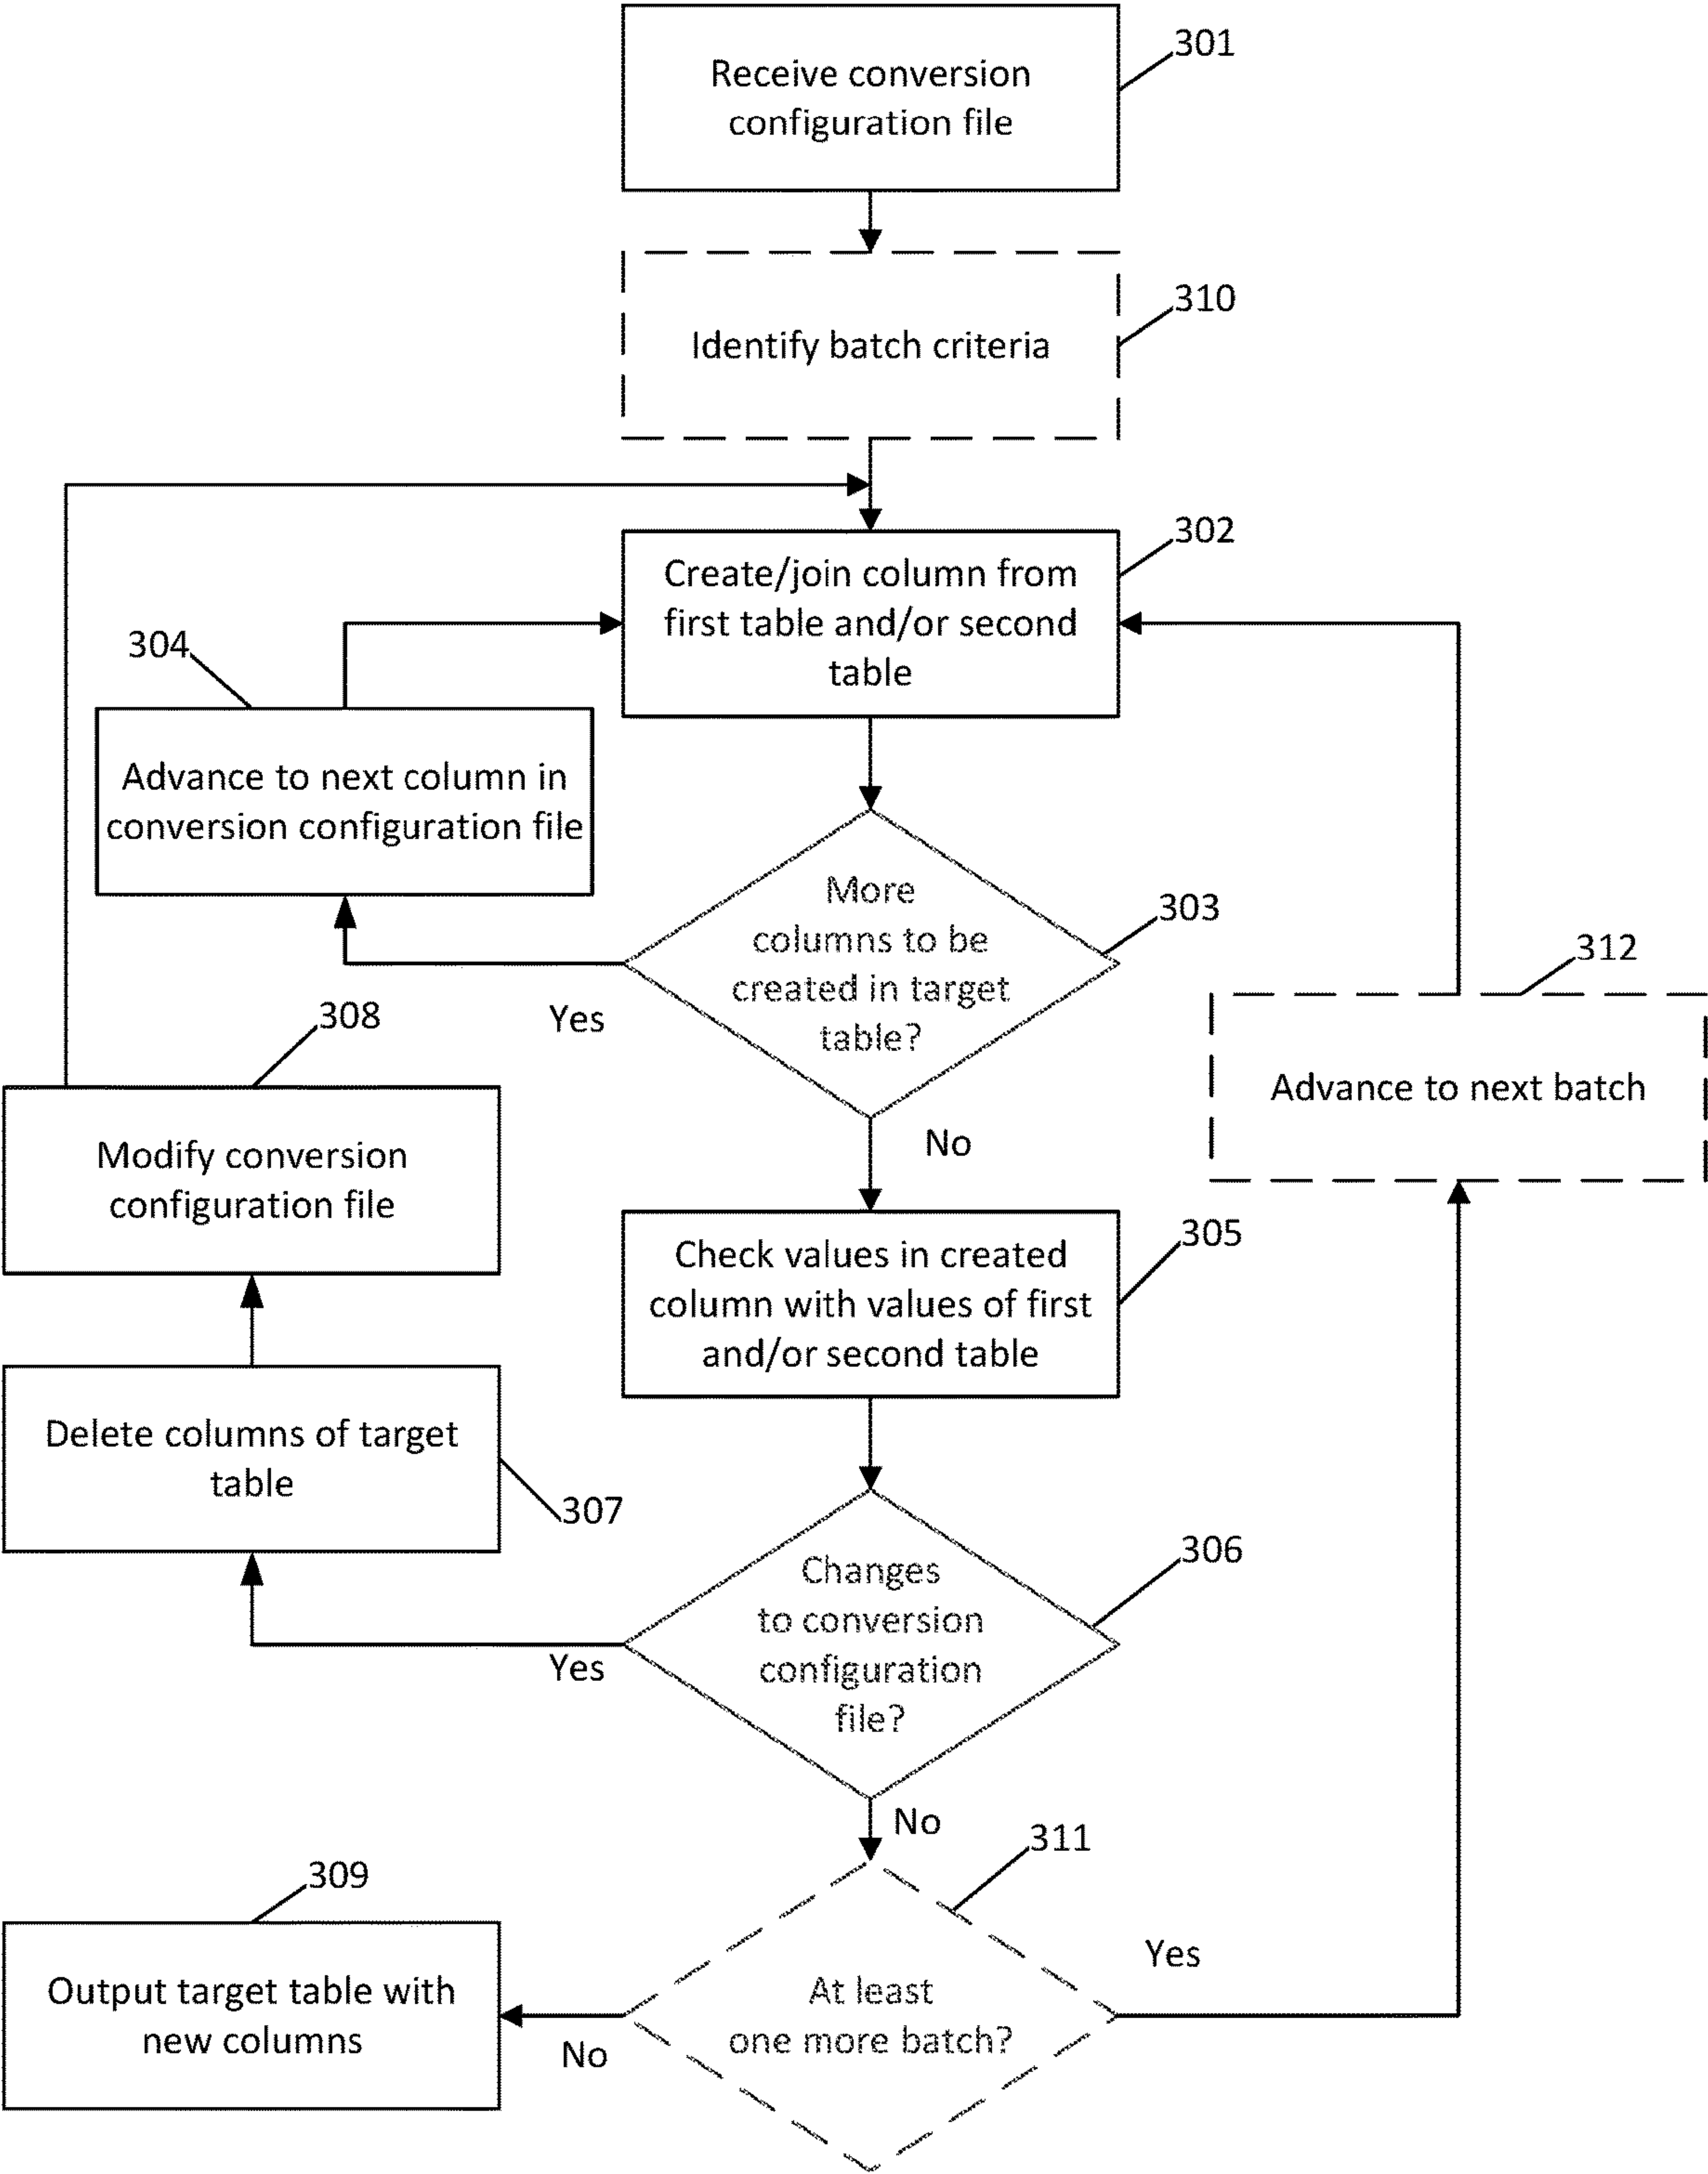 301
Receive conversion
configuration file
310
Identify batch criteria
302
Create/join column from
first table and/or second
table
304
Advance to next column in
conversion configuration file
303
More
columns to be
created in target
table?
Yes
No
312
Advance to next batch
308
Modify conversion
configuration file
305
Check values in created
column with values of first
and/or second table
Delete columns of target
table
307
306
Changes
to conversion
configuration
file?
Yes
No
311
309
Output target table with
new columns
At least
one more batch?
Yes
No